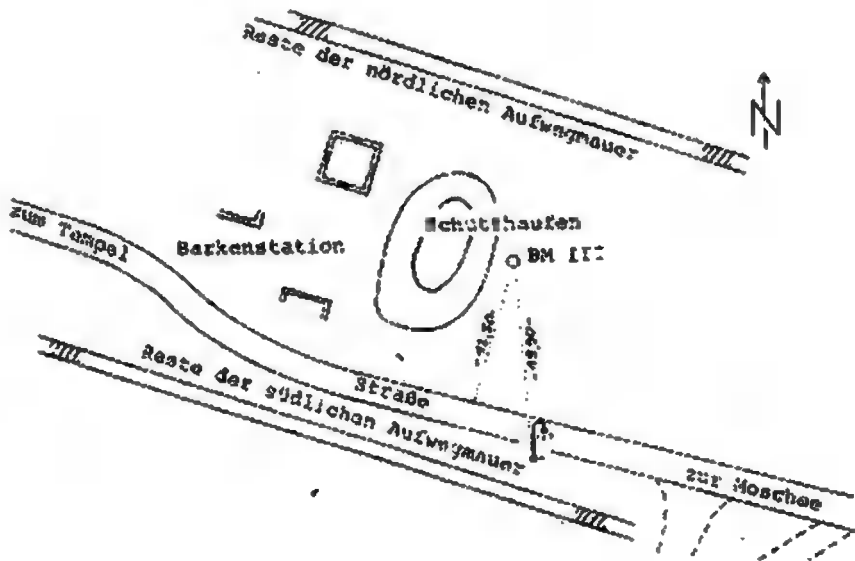 Reste der nördlichen Aufwegmauer
N
Schutthaufen
zum Tempel
Barkenstation
BM III
Reste der südlichen Aufwegmauer
Straße
zur Moschee